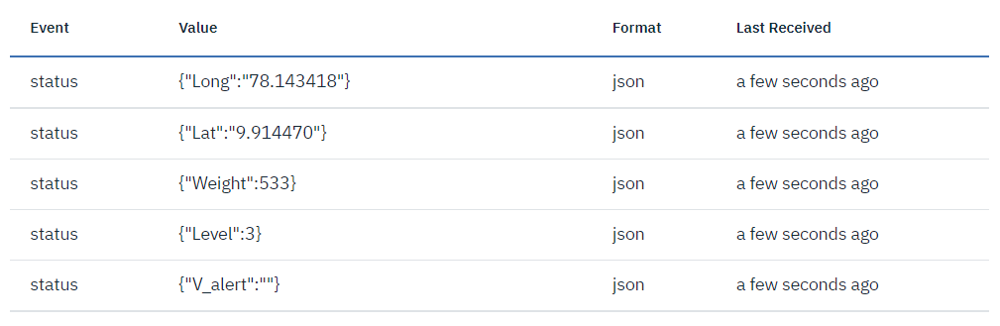 Event Value Format Last Received
status {"Long":"78.143418"} json a few seconds ago
status {"Lat":"9.914470"} json a few seconds ago
status {"Weight":533} json a few seconds ago
status {"Level":3} json a few seconds ago
status {"V_alert":""} json a few seconds ago